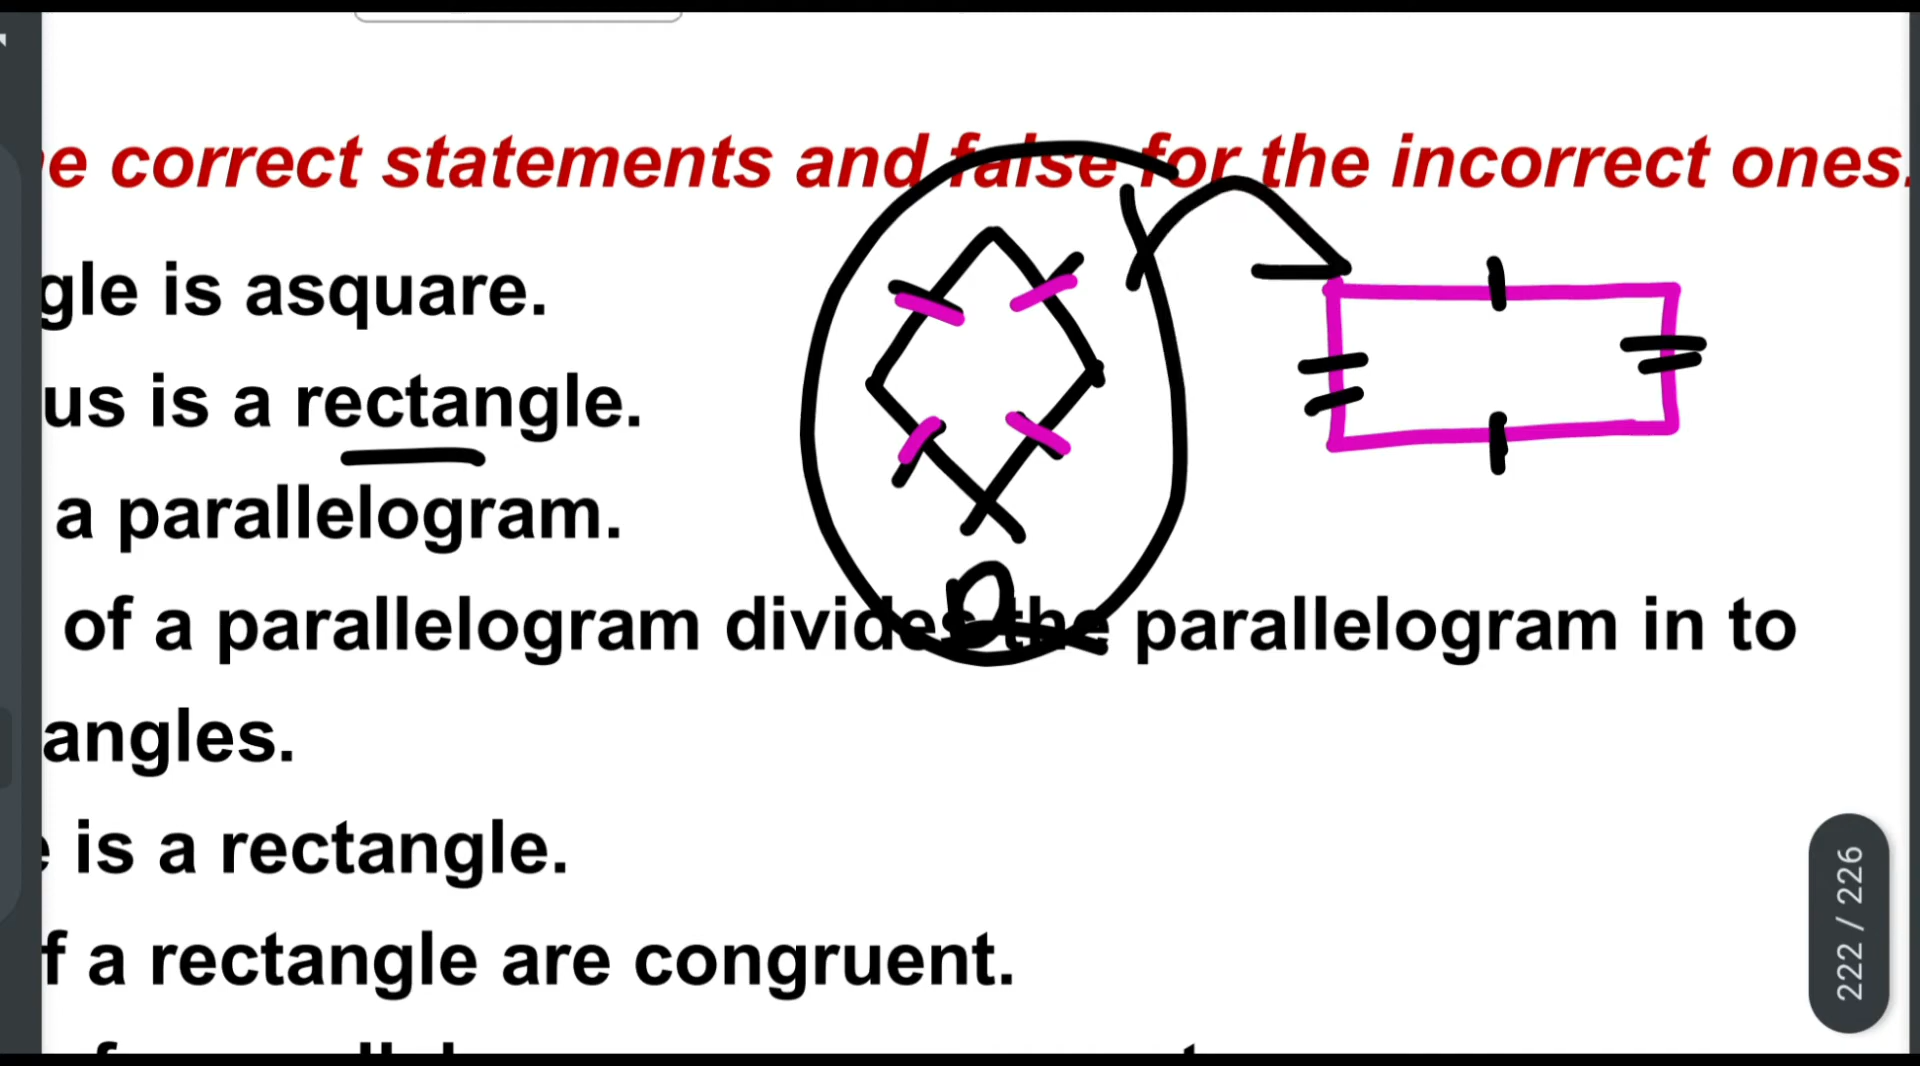 e correct statements and false for the incorrect ones.
gle is asquare.
us is a rectangle.
a parallelogram.
of a parallelogram divides the parallelogram in to
angles.
is a rectangle.
f a rectangle are congruent.
222 / 226